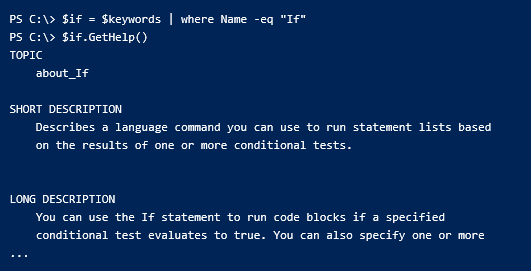 PS C:\> $if = $keywords | where Name -eq "If"
PS C:\> $if.GetHelp()
TOPIC
    about_If
SHORT DESCRIPTION
    Describes a language command you can use to run statement lists based
    on the results of one or more conditional tests.
LONG DESCRIPTION
    You can use the If statement to run code blocks if a specified
    conditional test evaluates to true. You can also specify one or more
...